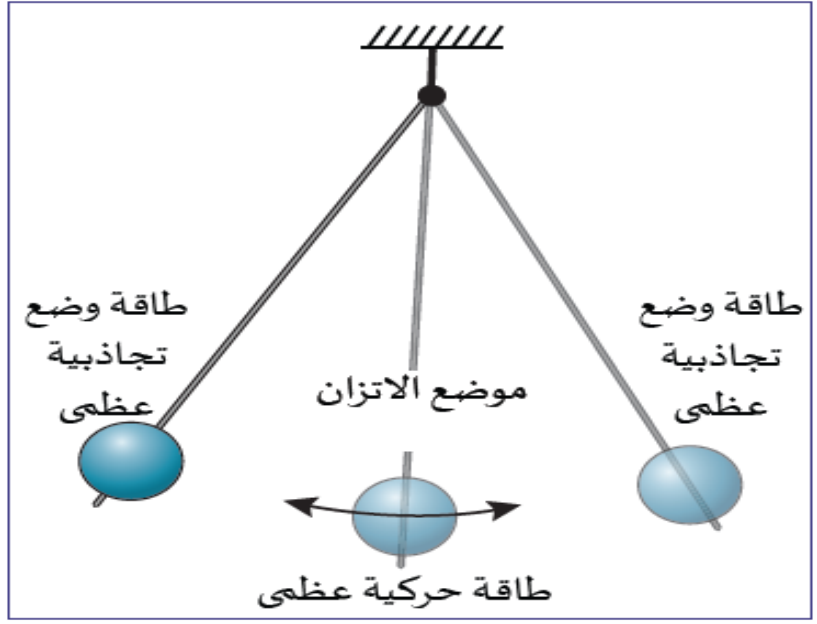 طاقة وضع
تجاذبية
عظمى
طاقة وضع
تجاذبية
عظمى
موضع الاتزان
طاقة حركية عظمى